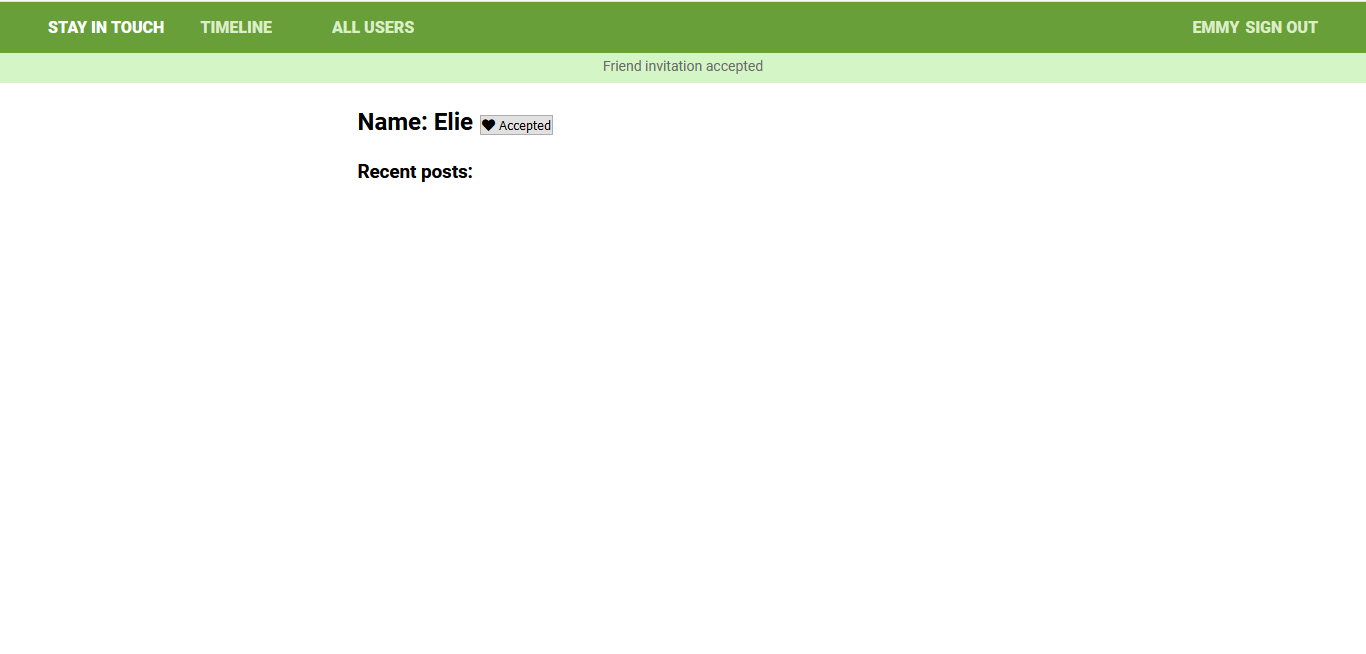 STAY IN TOUCH TIMELINE ALL USERS EMMY SIGN OUT
Friend invitation accepted
Name: Elie Accepted
Recent posts: